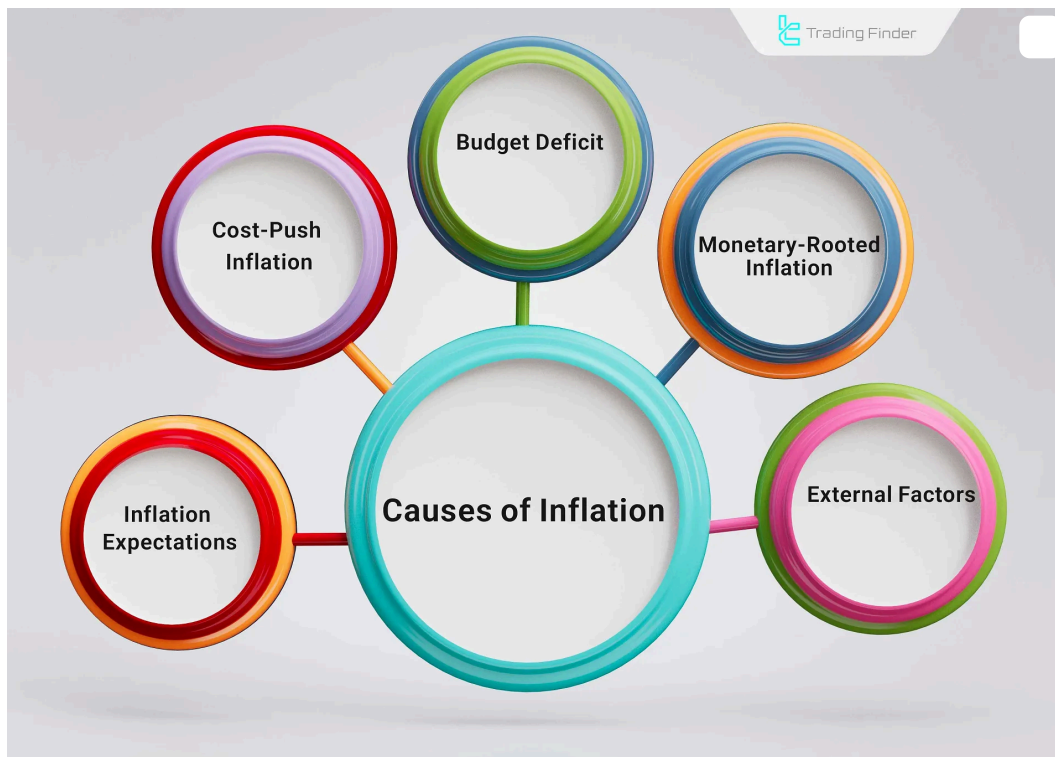 Trading Finder
Budget Deficit
Cost-Push
Inflation
Monetary-Rooted
Inflation
External Factors
Causes of Inflation
Inflation
Expectations